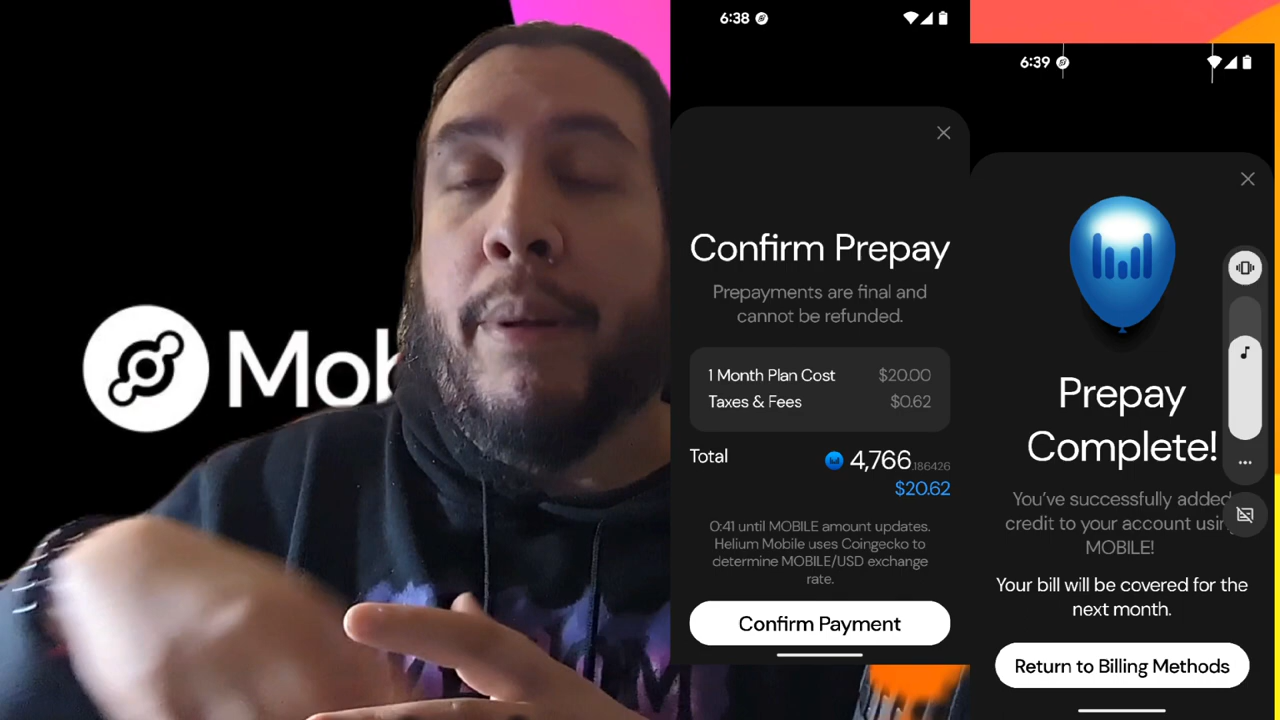 Mob
6:38
Confirm Prepay
Prepayments are final and
cannot be refunded.
1 Month Plan Cost $20.00
Taxes & Fees $0.62
Total 4,766.186426
$20.62
0:41 until MOBILE amount updates.
Helium Mobile uses Coingecko to
determine MOBILE/USD exchange
rate.
Confirm Payment
6:39
Prepay
Complete!
You've successfully added
credit to your account usin
MOBILE!
Your bill will be covered for the
next month.
Return to Billing Methods